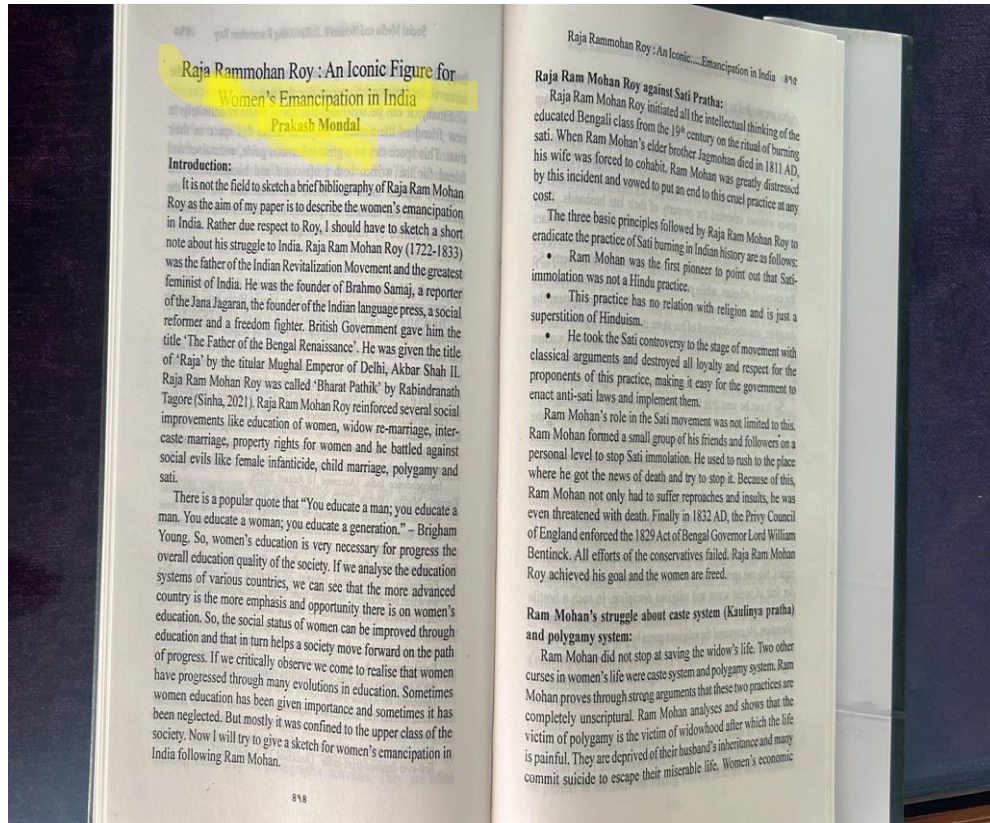 Raja Rammohan Roy : An Iconic Figure for
Women's Emancipation in India
Prakash Mondal
Introduction:
It is not the field to sketch a brief bibliography of Raja Ram Mohan
Roy as the aim of my paper is to describe the women's emancipation
in India. Rather due respect to Roy, I should have to sketch a short
note about his struggle to India. Raja Ram Mohan Roy (1722-1833)
was the father of the Indian Revitalization Movement and the greatest
feminist of India. He was the founder of Brahmo Samaj, a reporter
of the Jana Jagaran, the founder of the Indian language press, a social
reformer and a freedom fighter. British Government gave him the
title 'The Father of the Bengal Renaissance'. He was given the title
of 'Raja' by the titular Mughal Emperor of Delhi, Akbar Shah II.
Raja Ram Mohan Roy was called 'Bharat Pathik' by Rabindranath
Tagore (Sinha, 2021). Raja Ram Mohan Roy reinforced several social
improvements like education of women, widow re-marriage, inter-
caste marriage, property rights for women and he battled against
social evils like female infanticide, child marriage, polygamy and
sati.
There is a popular quote that "You educate a man; you educate a
man. You educate a woman; you educate a generation." – Brigham
Young. So, women's education is very necessary for progress the
overall education quality of the society. If we analyse the education
systems of various countries, we can see that the more advanced
country is the more emphasis and opportunity there is on women's
education. So, the social status of women can be improved through
education and that in turn helps a society move forward on the path
of progress. If we critically observe we come to realise that women
have progressed through many evolutions in education. Sometimes
women education has been given importance and sometimes it has
been neglected. But mostly it was confined to the upper class of the
society. Now I will try to give a sketch for women's emancipation in
India following Ram Mohan.
৮৯৪
Raja Rammohan Roy : An Iconic.....Emancipation in India ৮৯৫
Raja Ram Mohan Roy against Sati Pratha:
Raja Ram Mohan Roy initiated all the intellectual thinking of the
educated Bengali class from the 19th century on the ritual of burning
sati. When Ram Mohan's elder brother Jagmohan died in 1811 AD,
his wife was forced to cohabit. Ram Mohan was greatly distressed
by this incident and vowed to put an end to this cruel practice at any
cost.
The three basic principles followed by Raja Ram Mohan Roy to
eradicate the practice of Sati burning in Indian history are as follows:
• Ram Mohan was the first pioneer to point out that Sati-
immolation was not a Hindu practice.
• This practice has no relation with religion and is just a
superstition of Hinduism.
• He took the Sati controversy to the stage of movement with
classical arguments and destroyed all loyalty and respect for the
proponents of this practice, making it easy for the government to
enact anti-sati laws and implement them.
Ram Mohan's role in the Sati movement was not limited to this.
Ram Mohan formed a small group of his friends and followers on a
personal level to stop Sati immolation. He used to rush to the place
where he got the news of death and try to stop it. Because of this,
Ram Mohan not only had to suffer reproaches and insults, he was
even threatened with death. Finally in 1832 AD, the Privy Council
of England enforced the 1829 Act of Bengal Governor Lord William
Bentinck. All efforts of the conservatives failed. Raja Ram Mohan
Roy achieved his goal and the women are freed.
Ram Mohan's struggle about caste system (Kaulinya pratha)
and polygamy system:
Ram Mohan did not stop at saving the widow's life. Two other
curses in women's life were caste system and polygamy system. Ram
Mohan proves through strong arguments that these two practices are
completely unscriptural. Ram Mohan analyses and shows that the
victim of polygamy is the victim of widowhood after which the life
is painful. They are deprived of their husband's inheritance and many
commit suicide to escape their miserable life. Women's economic